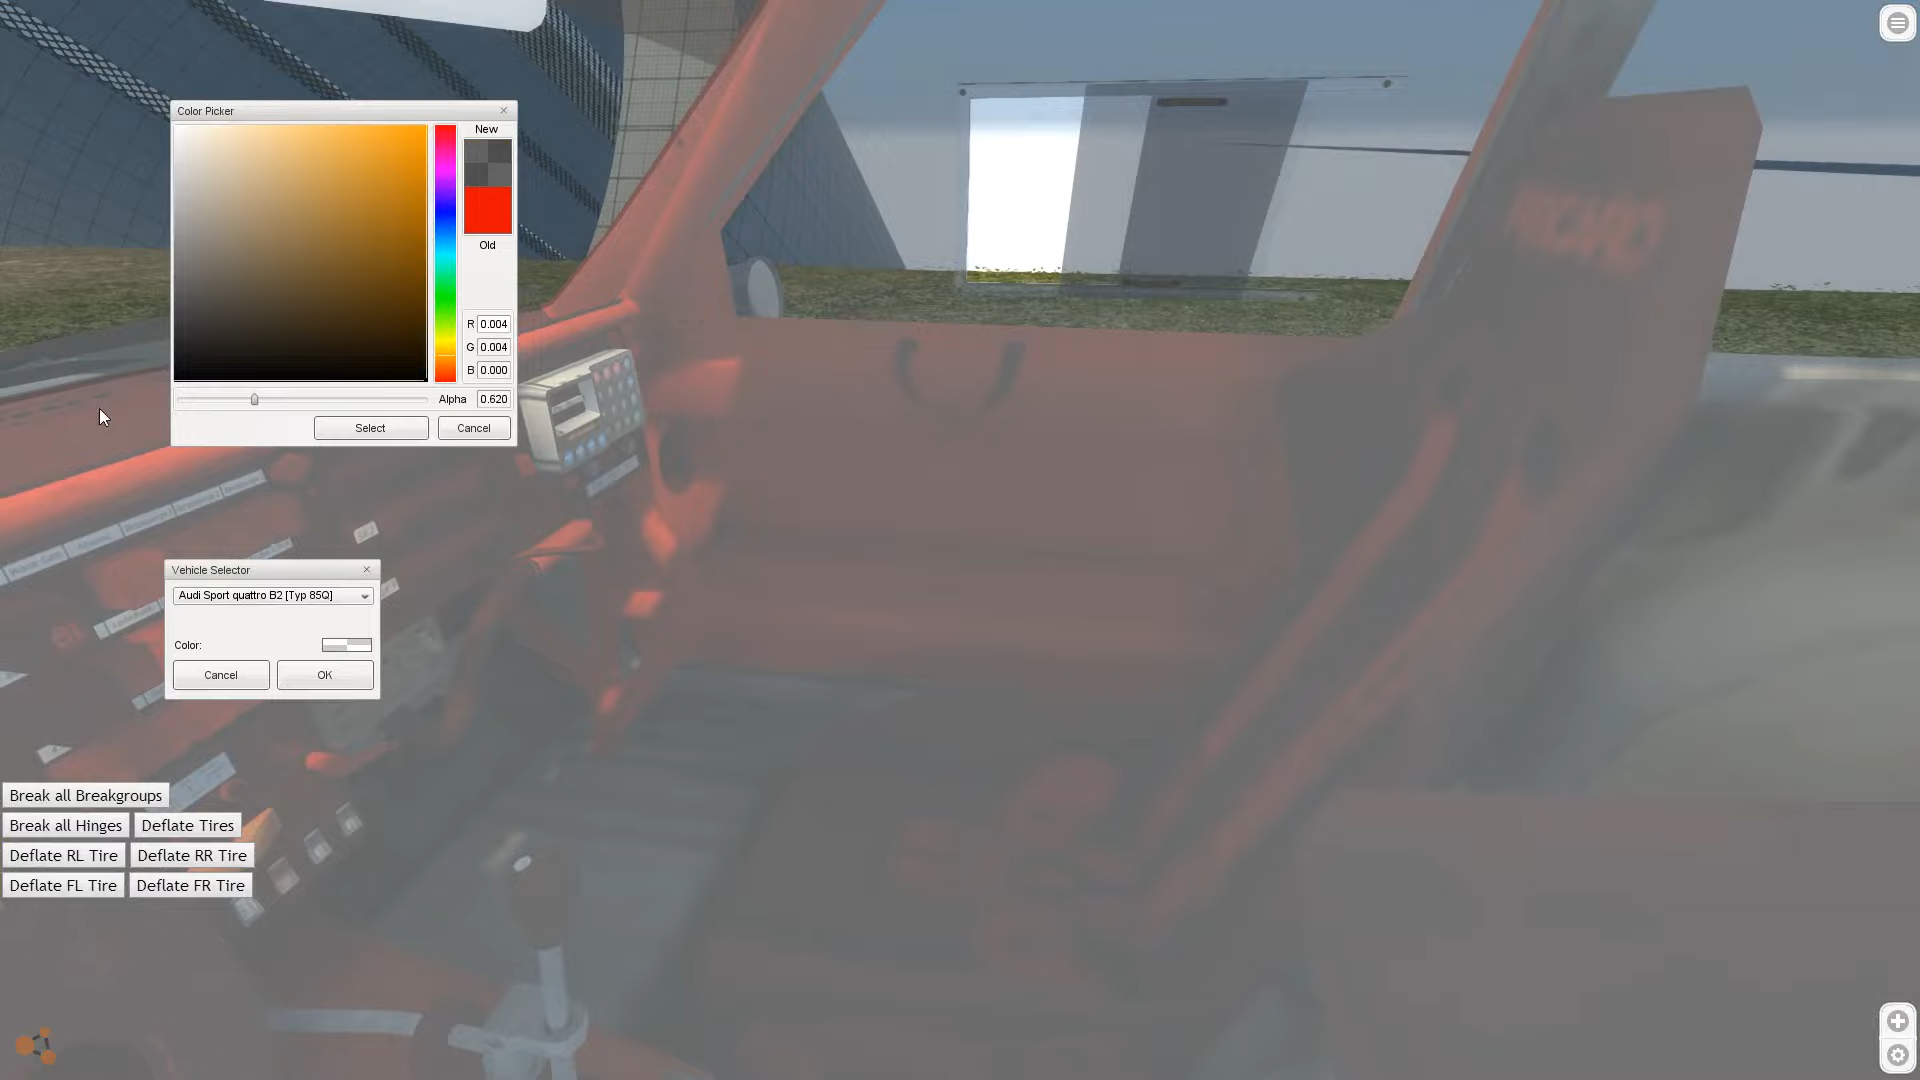 Color Picker
New
Old
R 0.004
G 0.004
B 0.000
Alpha 0.620
Select
Cancel
Vehicle Selector
Audi Sport quattro B2 [Typ 85Q]
Color:
Cancel
OK
Break all Breakgroups
Break all Hinges
Deflate Tires
Deflate RL Tire
Deflate RR Tire
Deflate FL Tire
Deflate FR Tire